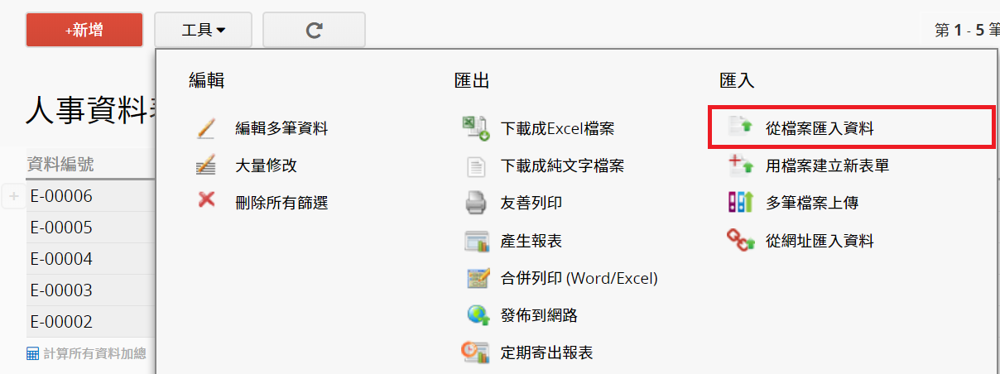 +新增
工具
第 1 - 5 筆
編輯
匯出
匯入
編輯多筆資料
下載成Excel檔案
從檔案匯入資料
大量修改
下載成純文字檔案
用檔案建立新表單
刪除所有篩選
友善列印
多筆檔案上傳
產生報表
從網址匯入資料
合併列印 (Word/Excel)
發佈到網路
定期寄出報表
人事資料
資料編號
E-00006
E-00005
E-00004
E-00003
E-00002
計算所有資料加總